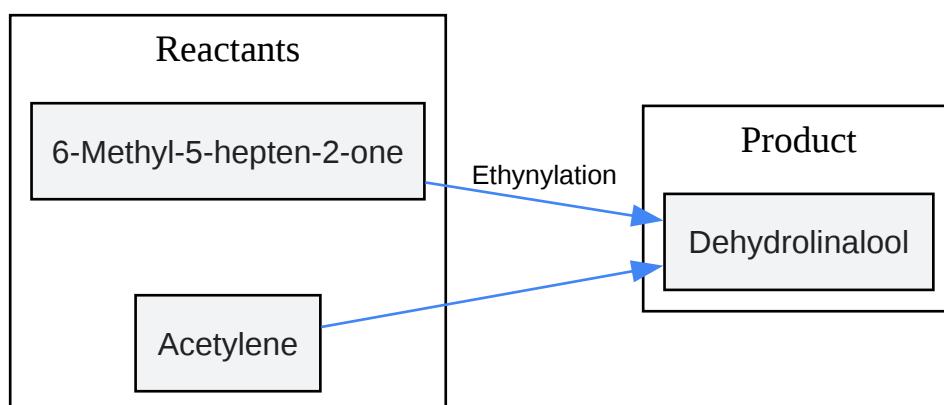 Reactants
6-Methyl-5-hepten-2-one
Ethynylation
Acetylene
Product
Dehydrolinalool